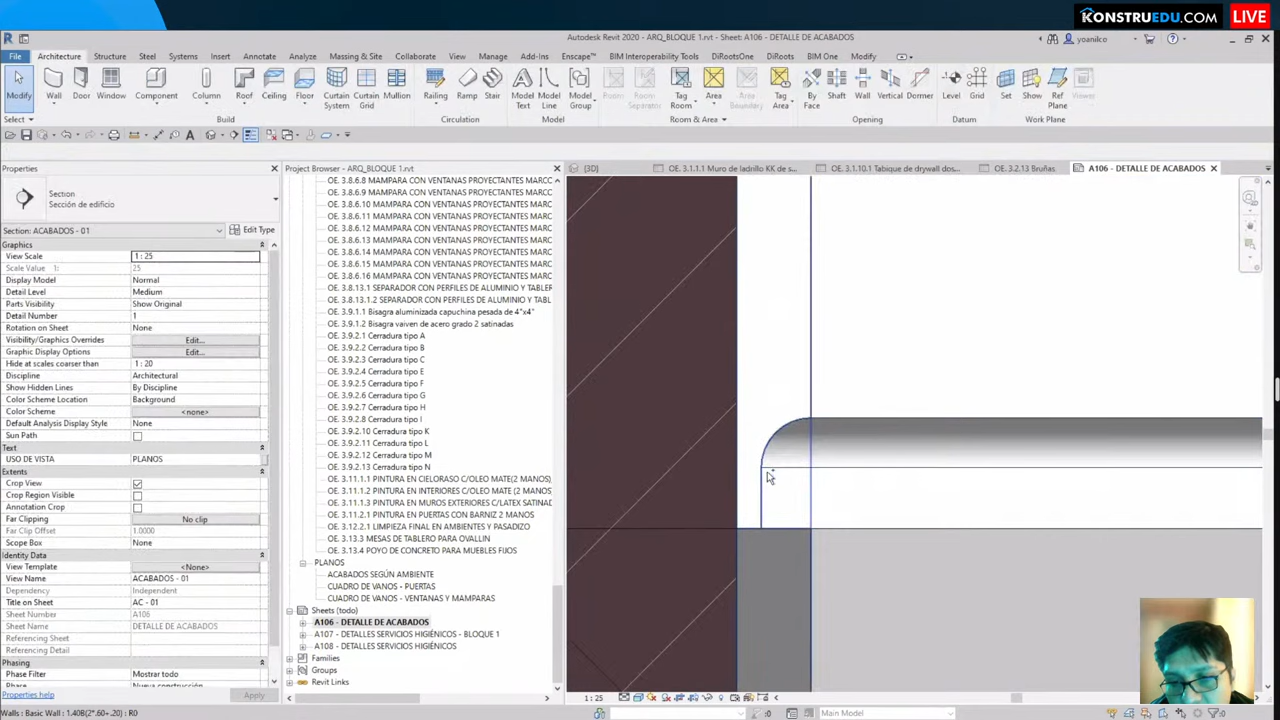 KONSTRUEDU.COM LIVE
Autodesk Revit 2020 - ARQ_BLOQUE 1.rvt - Sheet: A106 - DETALLE DE ACABADOS
yoanilco
File Architecture Structure Steel Systems Insert Annotate Analyze Massing & Site Collaborate View Manage Add-Ins Enscape™ BIM Interoperability Tools DiRootsOne DiRoots BIM One Modify
Modify Wall Door Window Component Column Roof Ceiling Floor Curtain System Curtain Grid Mullion Railing Ramp Stair Model Text Model Line Model Group Room Room Separator Tag Room Area Area Boundary Tag Area By Face Shaft Wall Vertical Dormer Level Grid Set Show Ref Plane Viewer
Select Build Circulation Model Room & Area Opening Datum Work Plane
Properties
Project Browser - ARQ_BLOQUE 1.rvt
{3D} OE. 3.1.1.1 Muro de ladrillo KK de s... OE. 3.1.10.1 Tabique de drywall dos... OE. 3.2.13 Bruñas A106 - DETALLE DE ACABADOS
Section
Sección de edificio
Section: ACABADOS - 01 Edit Type
Graphics
View Scale 1 : 25
Scale Value 1: 25
Display Model Normal
Detail Level Medium
Parts Visibility Show Original
Detail Number 1
Rotation on Sheet None
Visibility/Graphics Overrides Edit...
Graphic Display Options Edit...
Hide at scales coarser than 1 : 20
Discipline Architectural
Show Hidden Lines By Discipline
Color Scheme Location Background
Color Scheme <none>
Default Analysis Display Style None
Sun Path
Text
USO DE VISTA PLANOS
Extents
Crop View
Crop Region Visible
Annotation Crop
Far Clipping No clip
Far Clip Offset 1.0000
Scope Box None
Identity Data
View Template <None>
View Name ACABADOS - 01
Dependency Independent
Title on Sheet AC - 01
Sheet Number A106
Sheet Name DETALLE DE ACABADOS
Referencing Sheet
Referencing Detail
Phasing
Phase Filter Mostrar todo
Phase Nueva construcción
Properties help Apply
OE. 3.8.6.8 MAMPARA CON VENTANAS PROYECTANTES MARCC
OE. 3.8.6.9 MAMPARA CON VENTANAS PROYECTANTES MARCC
OE. 3.8.6.10 MAMPARA CON VENTANAS PROYECTANTES MARC
OE. 3.8.6.11 MAMPARA CON VENTANAS PROYECTANTES MARC
OE. 3.8.6.12 MAMPARA CON VENTANAS PROYECTANTES MARC
OE. 3.8.6.13 MAMPARA CON VENTANAS PROYECTANTES MARC
OE. 3.8.6.14 MAMPARA CON VENTANAS PROYECTANTES MARC
OE. 3.8.6.15 MAMPARA CON VENTANAS PROYECTANTES MARC
OE. 3.8.6.16 MAMPARA CON VENTANAS PROYECTANTES MARC
OE. 3.8.13.1 SEPARADOR CON PERFILES DE ALUMINIO Y TABLER
OE. 3.8.13.1.2 SEPARADOR CON PERFILES DE ALUMINIO Y TABL
OE. 3.9.1.1 Bisagra aluminizada capuchina pesada de 4"x4"
OE. 3.9.1.2 Bisagra vaiven de acero grado 2 satinadas
OE. 3.9.2.1 Cerradura tipo A
OE. 3.9.2.2 Cerradura tipo B
OE. 3.9.2.3 Cerradura tipo C
OE. 3.9.2.4 Cerradura tipo E
OE. 3.9.2.5 Cerradura tipo F
OE. 3.9.2.6 Cerradura tipo G
OE. 3.9.2.7 Cerradura tipo H
OE. 3.9.2.8 Cerradura tipo I
OE. 3.9.2.10 Cerradura tipo K
OE. 3.9.2.11 Cerradura tipo L
OE. 3.9.2.12 Cerradura tipo M
OE. 3.9.2.13 Cerradura tipo N
OE. 3.11.1.1 PINTURA EN CIELORASO C/OLEO MATE(2 MANOS)
OE. 3.11.1.2 PINTURA EN INTERIORES C/OLEO MATE(2 MANOS)
OE. 3.11.1.3 PINTURA EN MUROS EXTERIORES C/LATEX SATINAD
OE. 3.11.2.1 PINTURA EN PUERTAS CON BARNIZ 2 MANOS
OE. 3.12.2.1 LIMPIEZA FINAL EN AMBIENTES Y PASADIZO
OE. 3.13.3 MESAS DE TABLERO PARA OVALLIN
OE. 3.13.4 POYO DE CONCRETO PARA MUEBLES FIJOS
PLANOS
ACABADOS SEGÚN AMBIENTE
CUADRO DE VANOS - PUERTAS
CUADRO DE VANOS - VENTANAS Y MAMPARAS
Sheets (todo)
A106 - DETALLE DE ACABADOS
A107 - DETALLES SERVICIOS HIGIÉNICOS - BLOQUE 1
A108 - DETALLES SERVICIOS HIGIÉNICOS
Families
Groups
Revit Links
1 : 25
Walls : Basic Wall : 1.40B(2*.60+.20) : R0 :0 Main Model :0